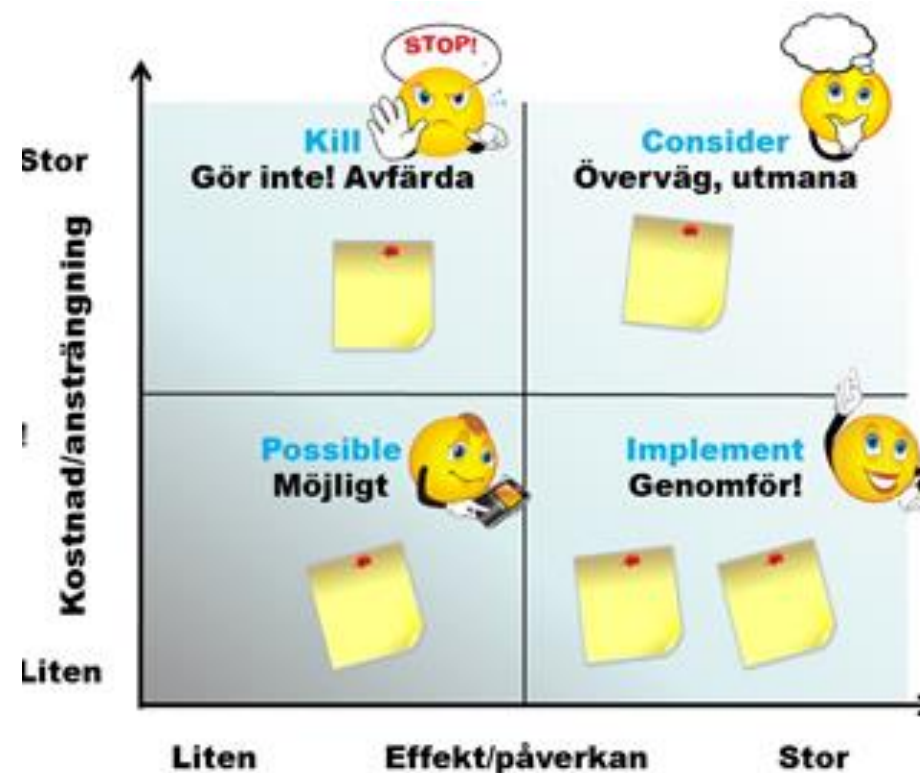 STOP!
Stor
Kill
Gör inte! Avfärda
Consider
Överväg, utmana
Kostnad/ansträngning
Possible
Möjligt
Implement
Genomför!
Liten
Liten
Effekt/påverkan
Stor